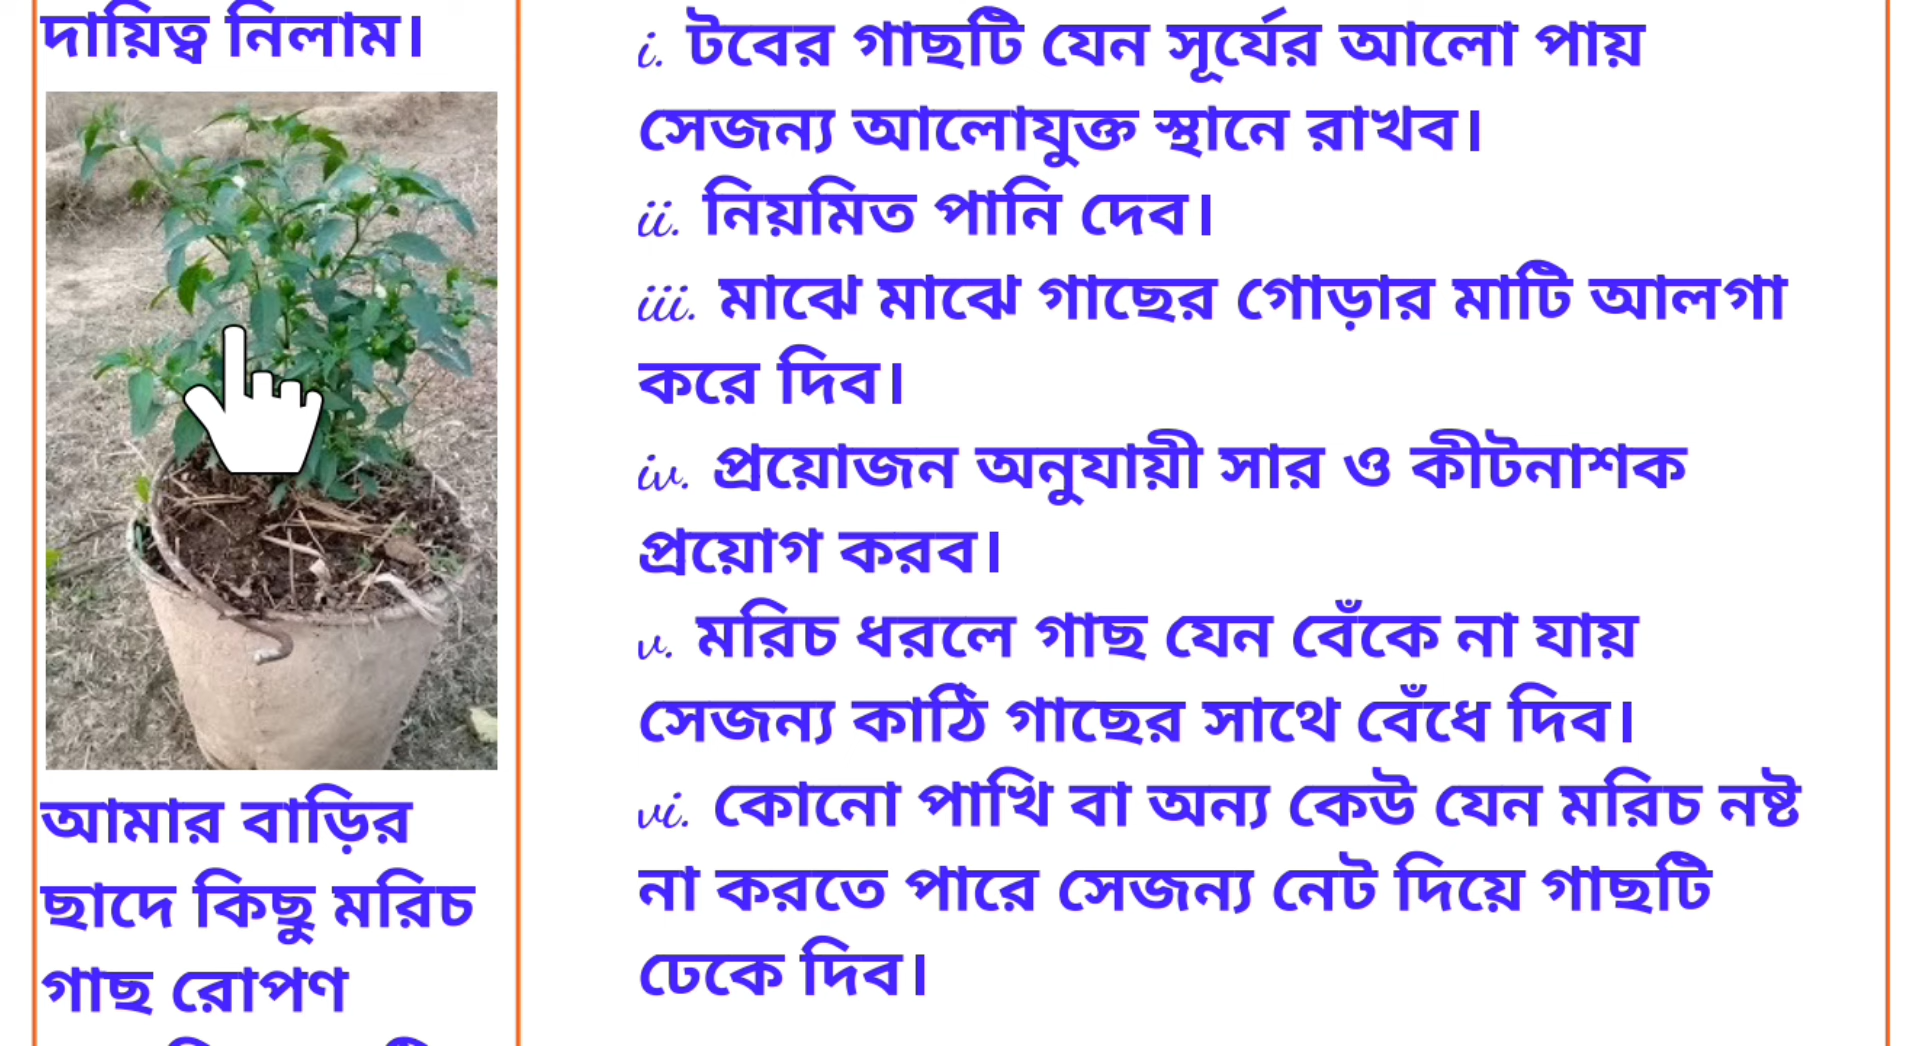 দায়িত্ব নিলাম।
আমার বাড়ির
ছাদে কিছু মরিচ
গাছ রোপণ
i. টবের গাছটি যেন সূর্যের আলো পায়
সেজন্য আলোযুক্ত স্থানে রাখব।
ii. নিয়মিত পানি দেব।
iii. মাঝে মাঝে গাছের গোড়ার মাটি আলগা
করে দিব।
iv. প্রয়োজন অনুযায়ী সার ও কীটনাশক
প্রয়োগ করব।
v. মরিচ ধরলে গাছ যেন বেঁকে না যায়
সেজন্য কাঠি গাছের সাথে বেঁধে দিব।
vi. কোনো পাখি বা অন্য কেউ যেন মরিচ নষ্ট
না করতে পারে সেজন্য নেট দিয়ে গাছটি
ঢেকে দিব।